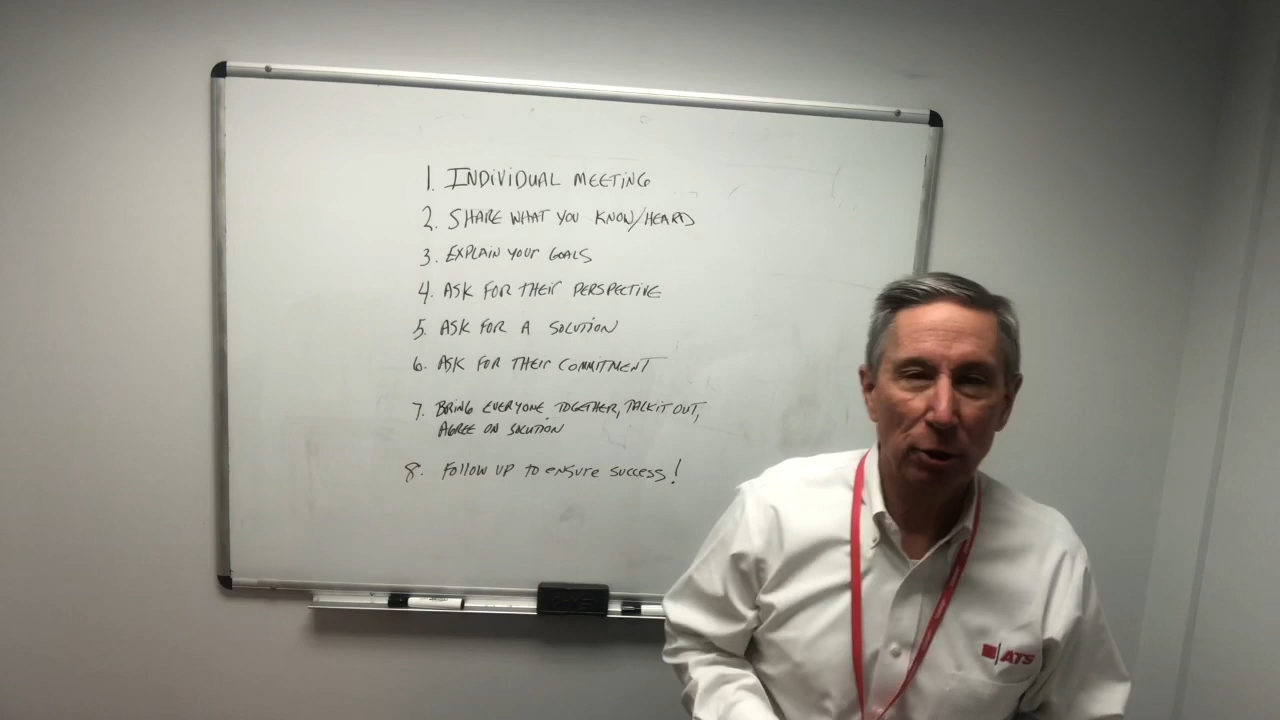 1. INDIVIDUAL MEETING
2. SHARE WHAT YOU KNOW/HEARD
3. EXPLAIN YOUR GOALS
4. ASK FOR THEIR PERSPECTIVE
5. ASK FOR A SOLUTION
6. ASK FOR THEIR COMMITMENT
7. BRING EVERYONE TOGETHER, TALK IT OUT,
AGREE ON SOLUTION
8. FOLLOW UP TO ENSURE SUCCESS!
ATS